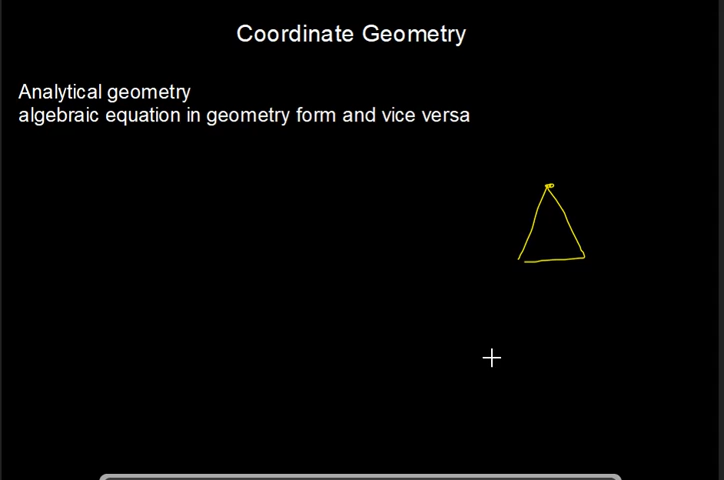 Coordinate Geometry
Analytical geometry
algebraic equation in geometry form and vice versa